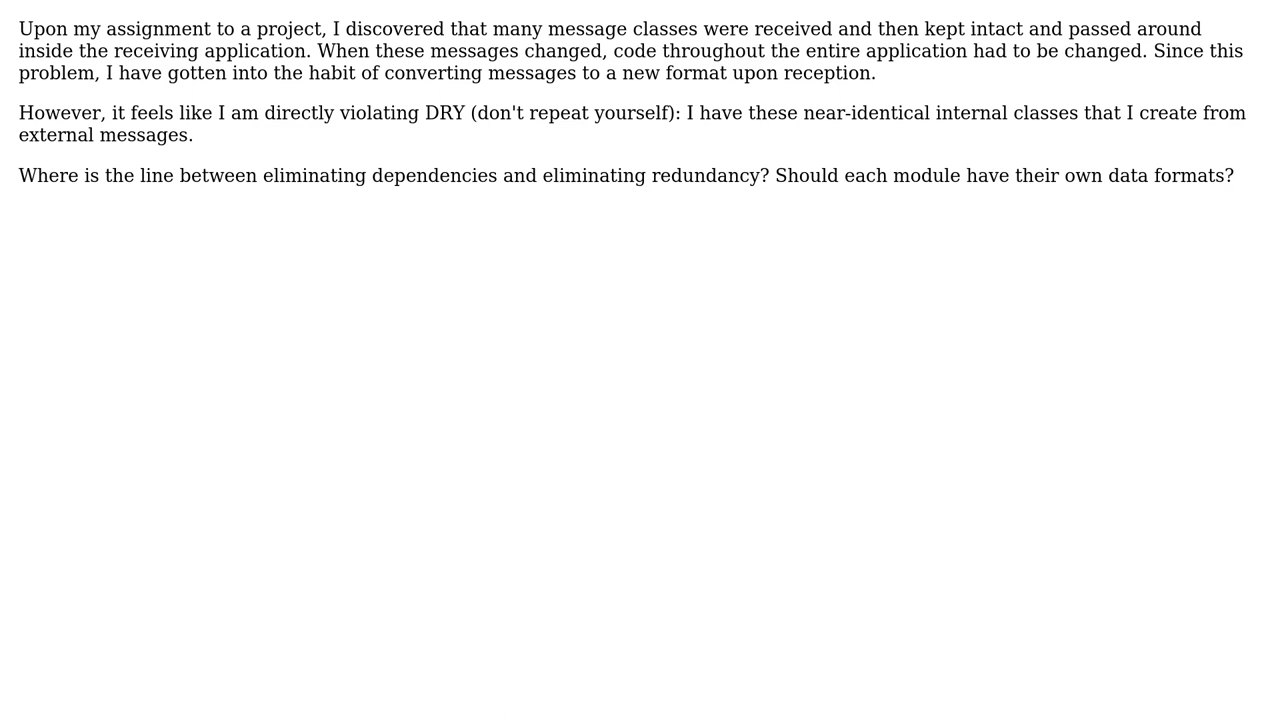 Upon my assignment to a project, I discovered that many message classes were received and then kept intact and passed around
inside the receiving application. When these messages changed, code throughout the entire application had to be changed. Since this
problem, I have gotten into the habit of converting messages to a new format upon reception.
However, it feels like I am directly violating DRY (don't repeat yourself): I have these near-identical internal classes that I create from
external messages.
Where is the line between eliminating dependencies and eliminating redundancy? Should each module have their own data formats?